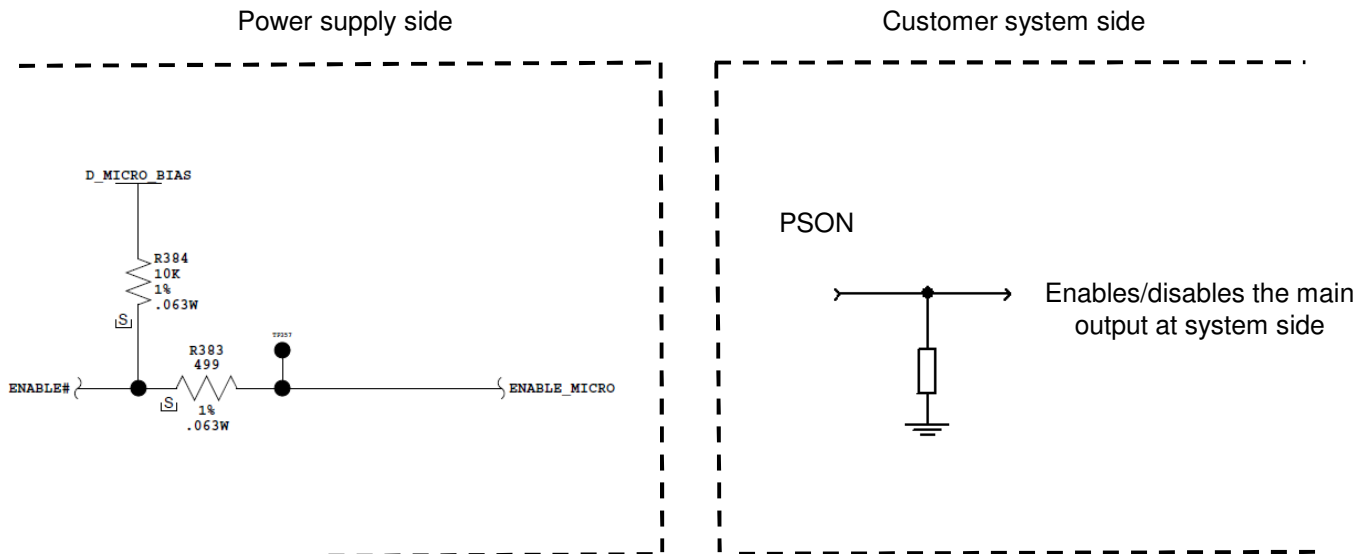 Power supply side
Customer system side
D_MICRO_BIAS
R384
10K
1%
.063W
S
PSON
Enables/disables the main
output at system side
TP357
R383
499
ENABLE#
ENABLE_MICRO
S
1%
.063W